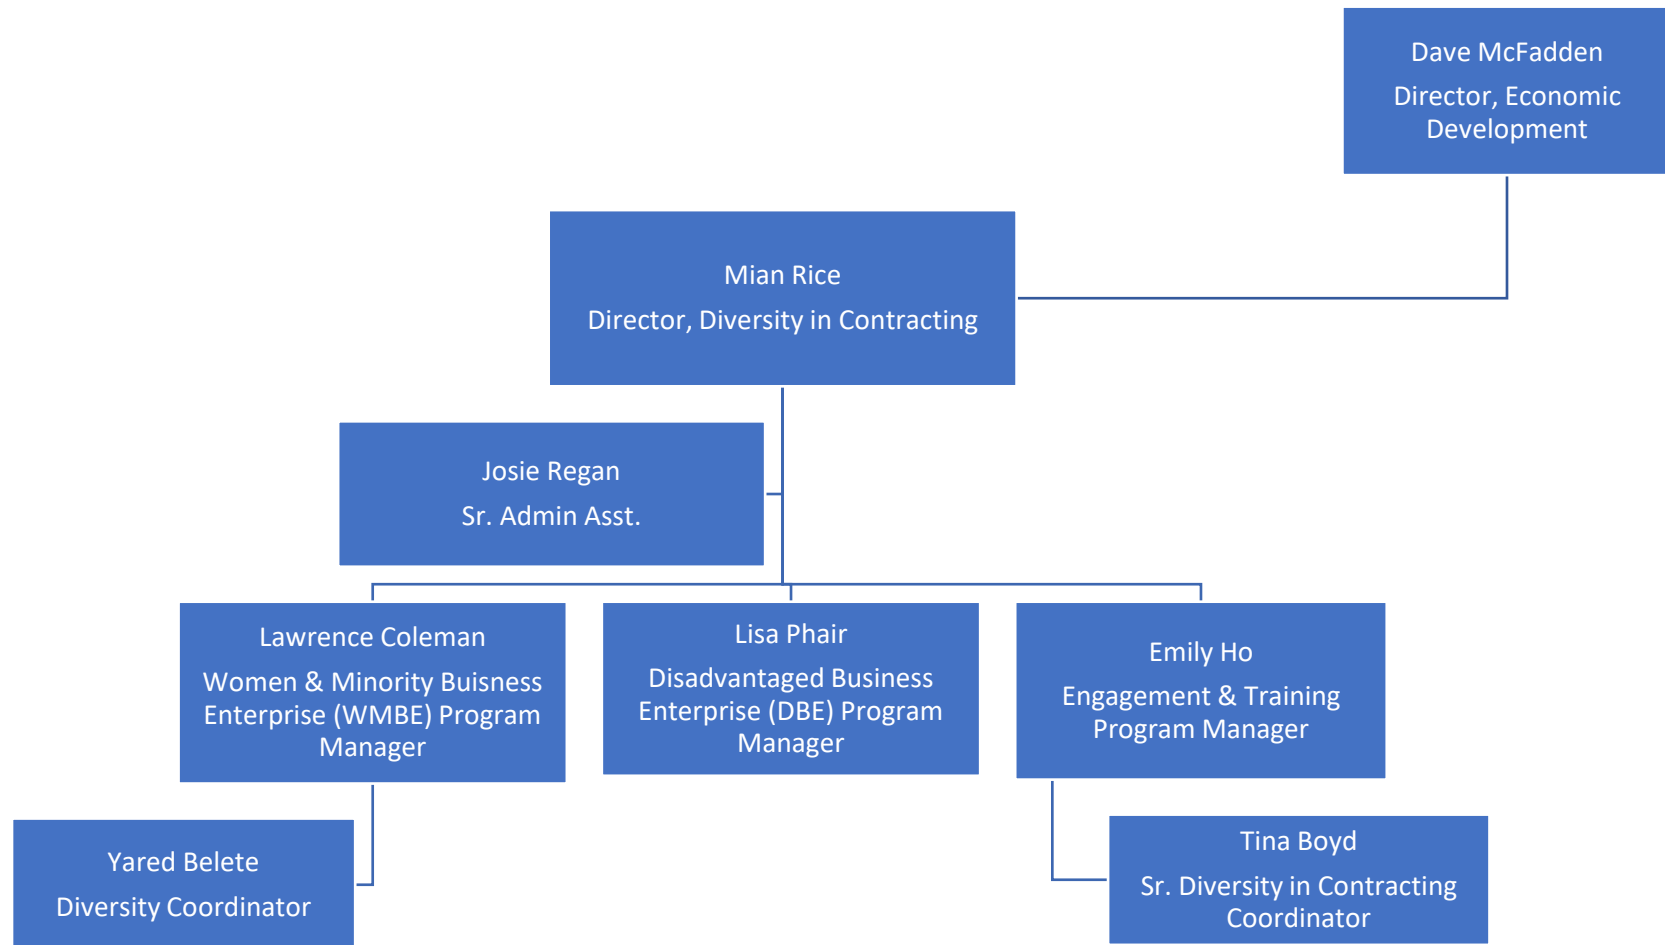 Dave McFadden
Director, Economic
Development
Mian Rice
Director, Diversity in Contracting
Josie Regan
Sr. Admin Asst.
Lawrence Coleman
Women & Minority Buisness
Enterprise (WMBE) Program
Manager
Lisa Phair
Disadvantaged Business
Enterprise (DBE) Program
Manager
Emily Ho
Engagement & Training
Program Manager
Yared Belete
Diversity Coordinator
Tina Boyd
Sr. Diversity in Contracting
Coordinator